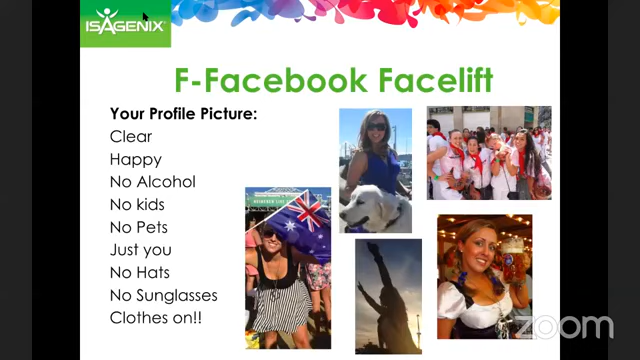 ISAGENIX
F-Facebook Facelift
Your Profile Picture:
Clear
Happy
No Alcohol
No kids
No Pets
Just you
No Hats
No Sunglasses
Clothes on!!
zoom